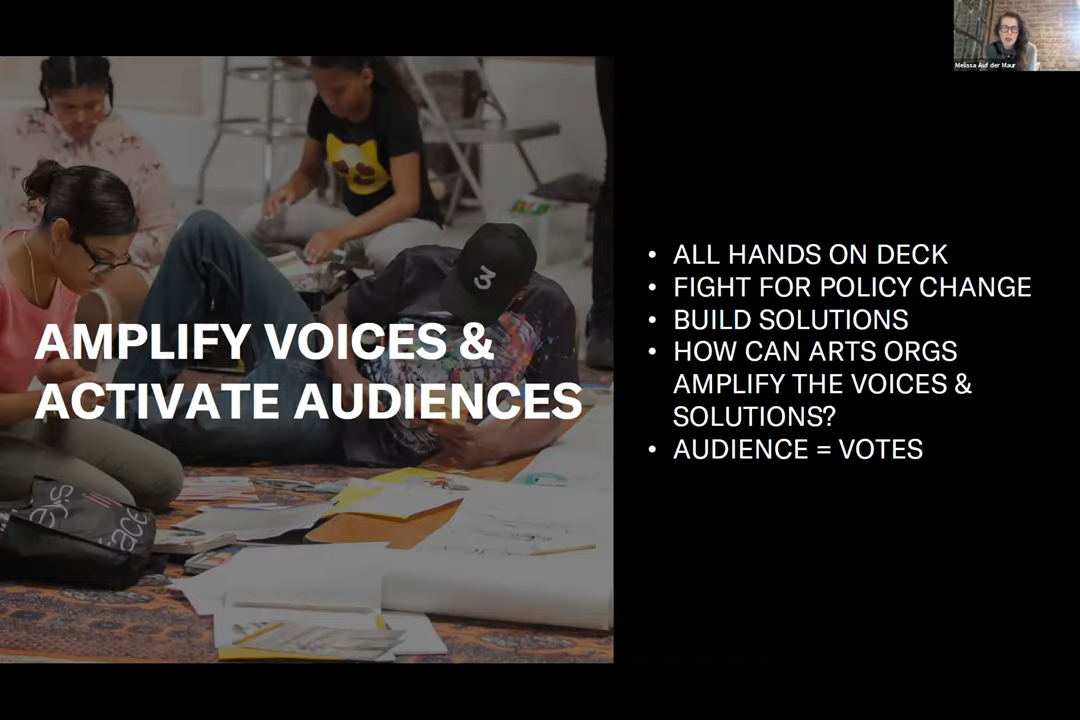 Melissa Auf der Maur
AMPLIFY VOICES &
ACTIVATE AUDIENCES
• ALL HANDS ON DECK
• FIGHT FOR POLICY CHANGE
• BUILD SOLUTIONS
• HOW CAN ARTS ORGS
AMPLIFY THE VOICES &
SOLUTIONS?
• AUDIENCE = VOTES
3